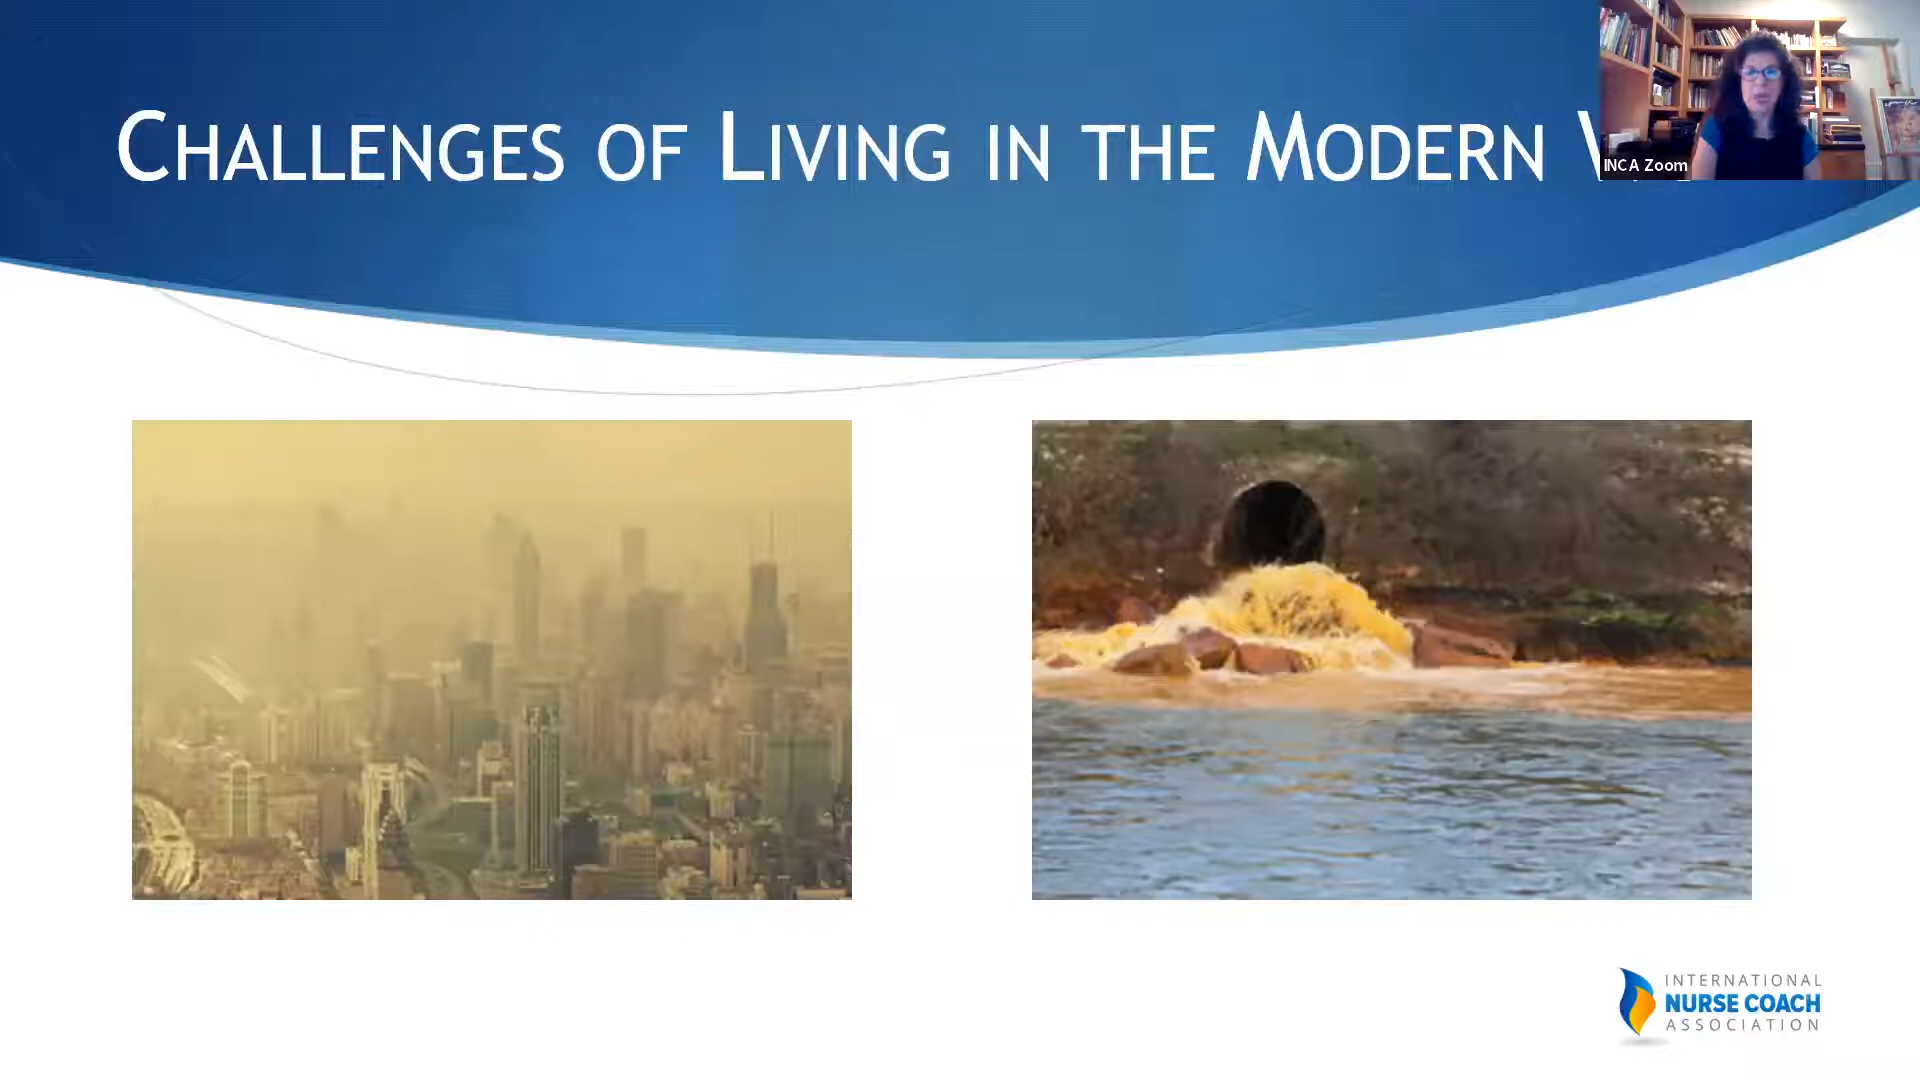 CHALLENGES OF LIVING IN THE MODERN
INCA Zoom
INTERNATIONAL
NURSE COACH
ASSOCIATION